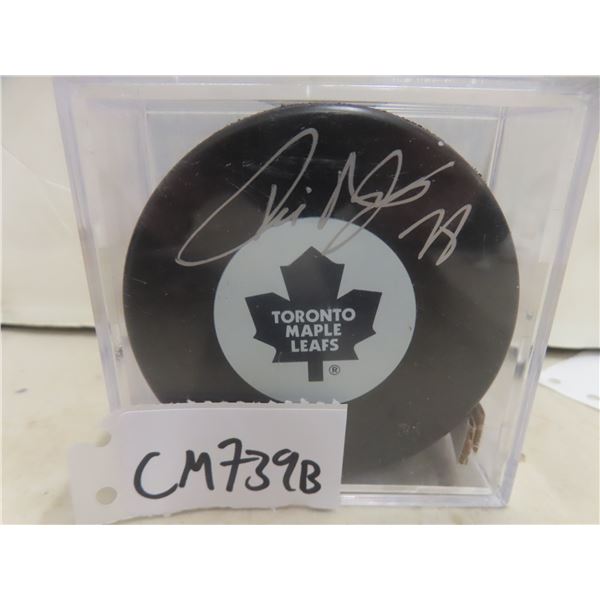 TORONTO
MAPLE
LEAFS
®
CM739B